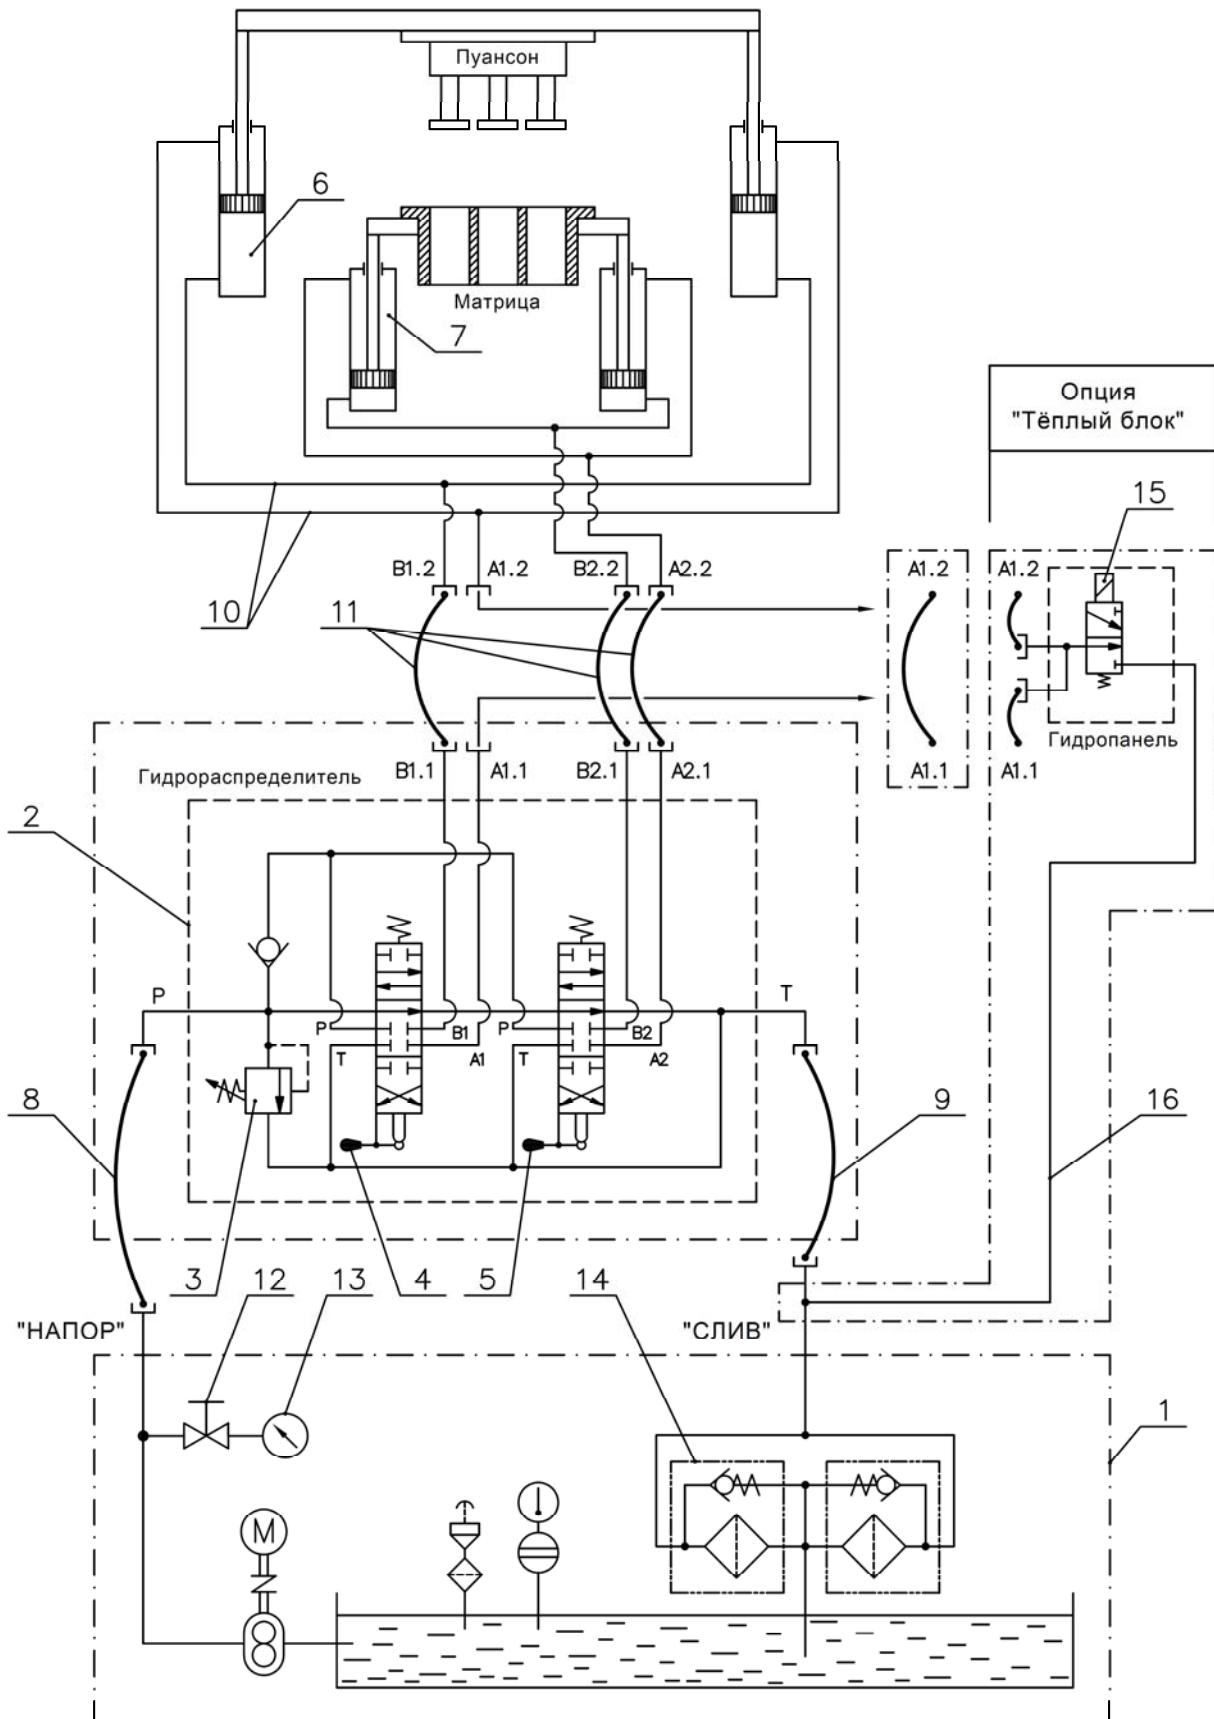 Пуансон
6
Матрица
7
Опция
"Тёплый блок"
15
B1.2 A1.2 B2.2 A2.2
A1.2 A1.2
10
11
Гидропанель
B1.1 A1.1 B2.1 A2.1
A1.1 A1.1
Гидрораспределитель
2
P
T
P B1 P B2
T A1 T A2
8
9
16
3 12 13 4 5 14
"НАПОР"
"СЛИВ"
1
M